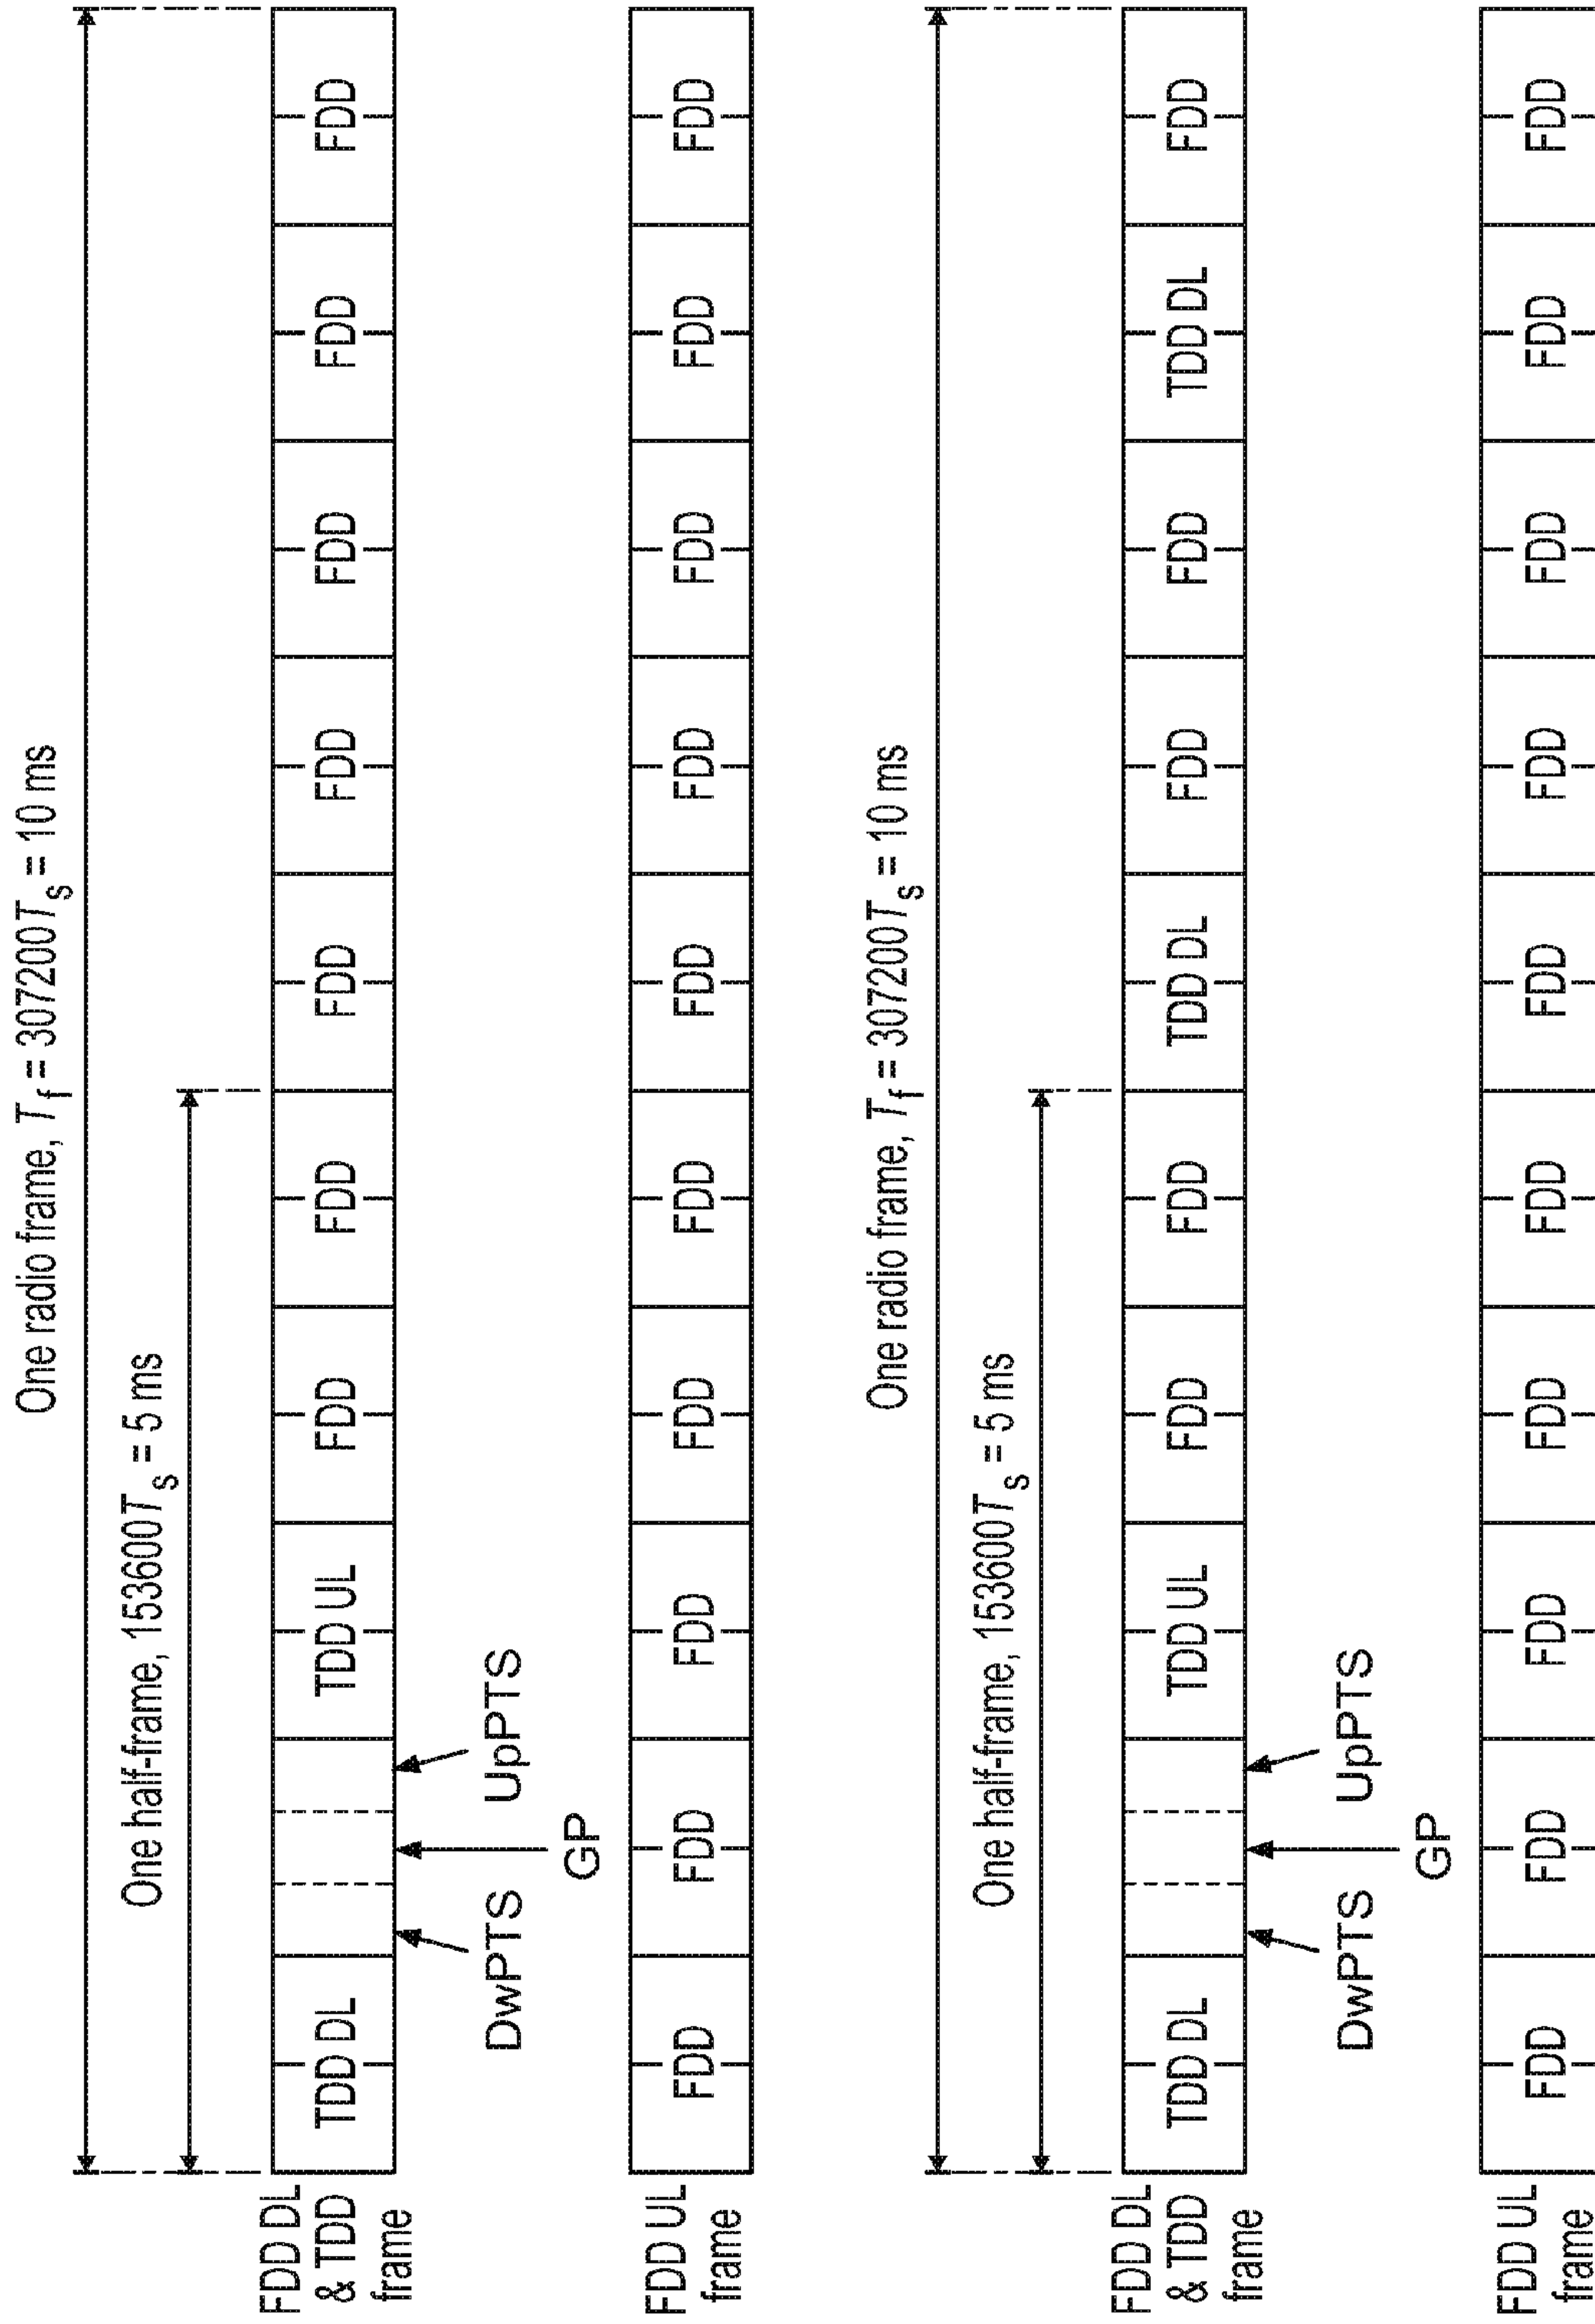 One radio frame, Tf = 307200Ts = 10 ms
One half-frame, 153600Ts = 5 ms
FDD DL
& TDD
frame
TDD DL
TDD UL
FDD
FDD
FDD
FDD
FDD
FDD
FDD
DwPTS
GP
UpPTS
FDD UL
frame
FDD
FDD
FDD
FDD
FDD
FDD
FDD
FDD
FDD
FDD
One radio frame, Tf = 307200Ts = 10 ms
One half-frame, 153600Ts = 5 ms
FDD DL
& TDD
frame
TDD DL
TDD UL
FDD
FDD
TDD DL
FDD
FDD
TDD DL
FDD
DwPTS
GP
UpPTS
FDD UL
frame
FDD
FDD
FDD
FDD
FDD
FDD
FDD
FDD
FDD
FDD